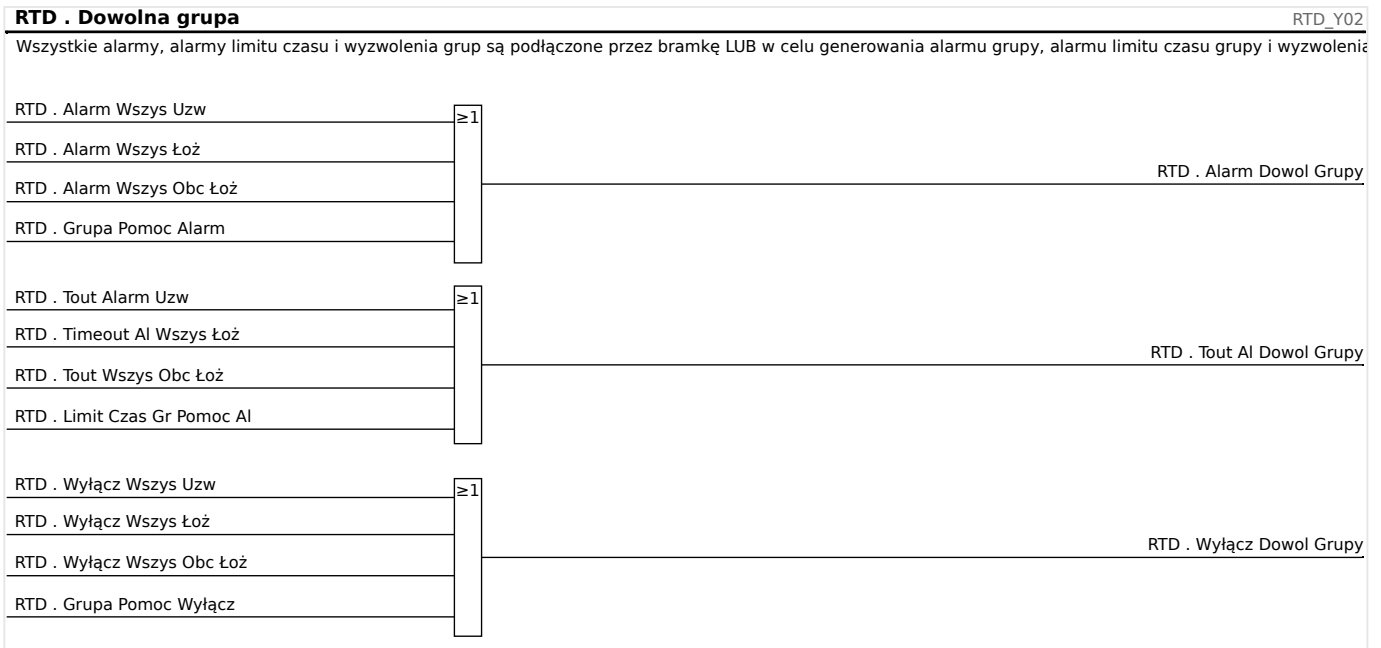 RTD . Dowolna grupa
RTD_Y02
Wszystkie alarmy, alarmy limitu czasu i wyzwolenia grup są podłączone przez bramkę LUB w celu generowania alarmu grupy, alarmu limitu czasu grupy i wyzwolenia
RTD . Alarm Wszys Uzw
≥1
RTD . Alarm Wszys Łoż
RTD . Alarm Dowol Grupy
RTD . Alarm Wszys Obc Łoż
RTD . Grupa Pomoc Alarm
RTD . Tout Alarm Uzw
≥1
RTD . Timeout Al Wszys Łoż
RTD . Tout Al Dowol Grupy
RTD . Tout Wszys Obc Łoż
RTD . Limit Czas Gr Pomoc Al
RTD . Wyłącz Wszys Uzw
≥1
RTD . Wyłącz Wszys Łoż
RTD . Wyłącz Dowol Grupy
RTD . Wyłącz Wszys Obc Łoż
RTD . Grupa Pomoc Wyłącz